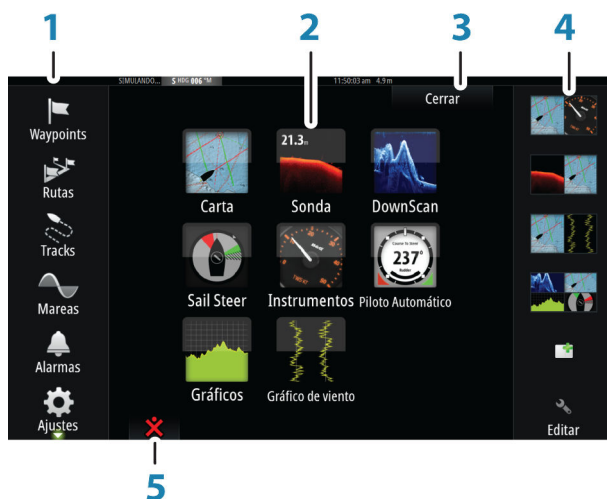 1
2
3
4
SIMULANDO... S HDG 006 °M
11:50:03 am 4.9 m
Cerrar
Waypoints
Rutas
Tracks
Mareas
Alarmas
Ajustes
21.3m
Carta
Sonda
DownScan
Sail Steer
Instrumentos
Course to steer
237°
Rudder
Piloto Automático
Gráficos
Gráfico de viento
Editar
5